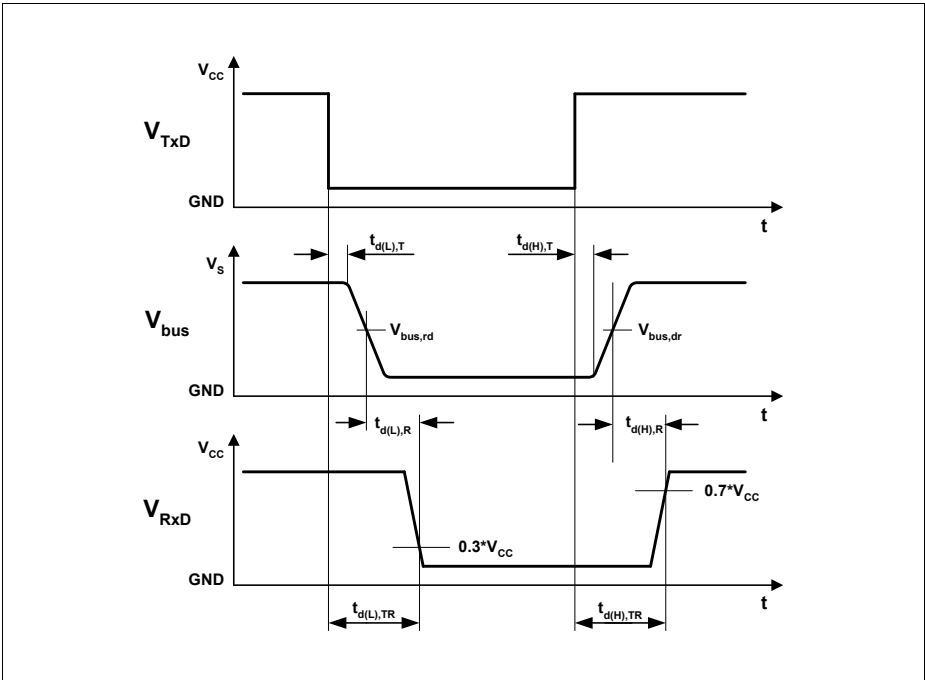 V_CC
V_TxD
GND
t
t_d(L),T
t_d(H),T
V_S
V_bus
V_bus,rd
V_bus,dr
GND
t
t_d(L),R
t_d(H),R
V_CC
V_RxD
0.7*V_CC
0.3*V_CC
GND
t
t_d(L),TR
t_d(H),TR